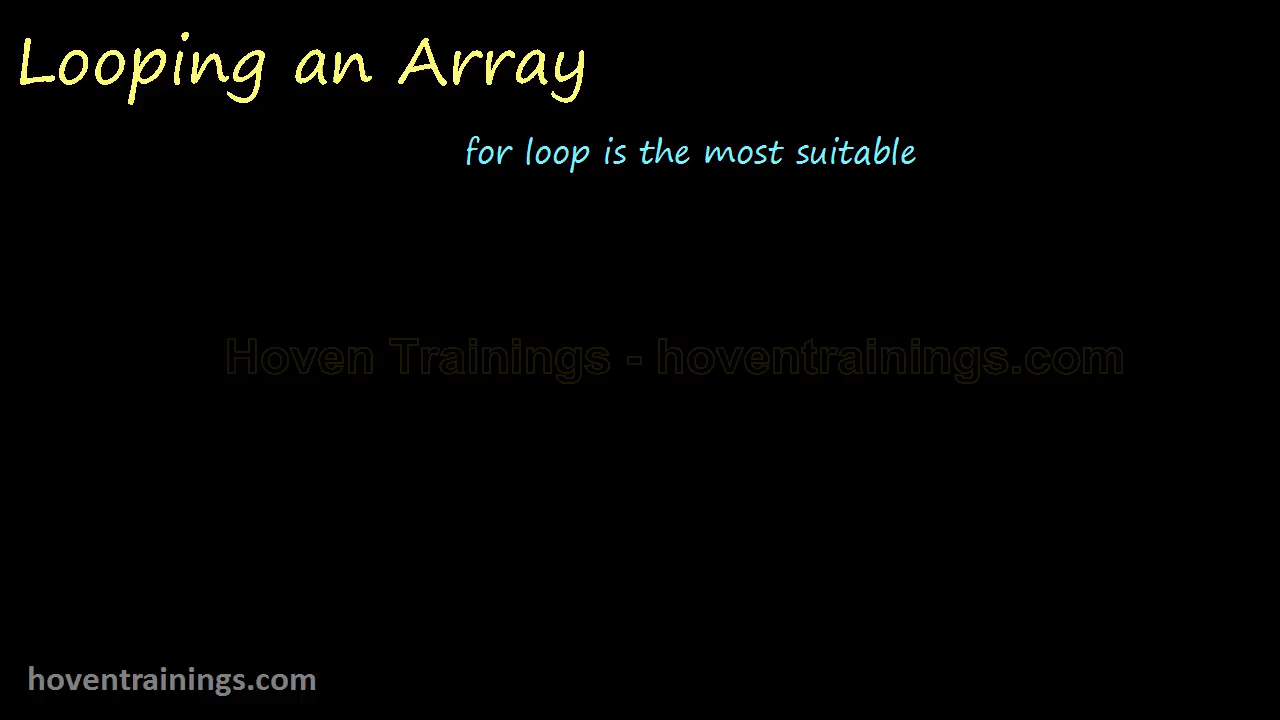 Looping an Array
for loop is the most suitable
Hoven Trainings - hoventrainings.com
hoventrainings.com